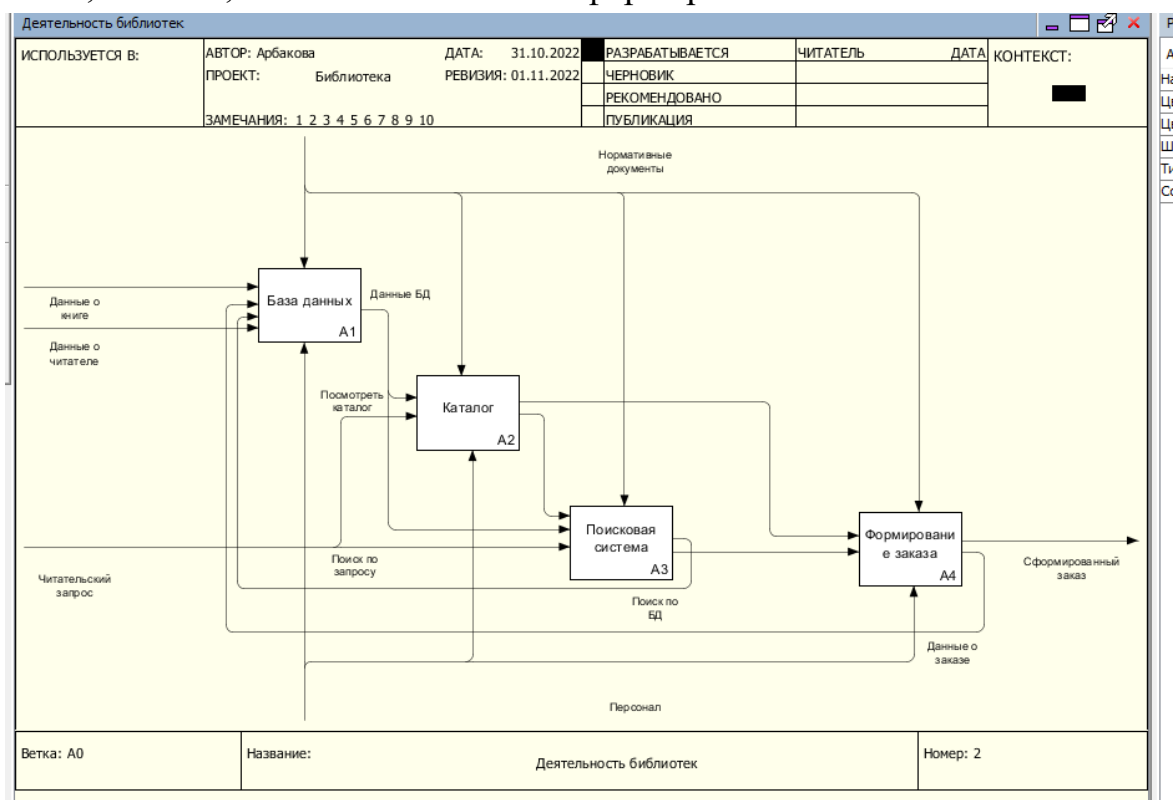 Деятельность библиотек
ИСПОЛЬЗУЕТСЯ В:
АВТОР: Арбакова
ДАТА: 31.10.2022
ПРОЕКТ: Библиотека
РЕВИЗИЯ: 01.11.2022
ЗАМЕЧАНИЯ: 1 2 3 4 5 6 7 8 9 10
РАЗРАБАТЫВАЕТСЯ
ЧЕРНОВИК
РЕКОМЕНДОВАНО
ПУБЛИКАЦИЯ
ЧИТАТЕЛЬ
ДАТА
КОНТЕКСТ:
Нормативные
документы
База данных
A1
Данные БД
Данные о
книге
Данные о
читателе
Посмотреть
каталог
Каталог
A2
Поисковая
система
A3
Формировани
е заказа
A4
Сформированный
заказ
Читательский
запрос
Поиск по
запросу
Поиск по
БД
Данные о
заказе
Персонал
Ветка: A0
Название:
Деятельность библиотек
Номер: 2